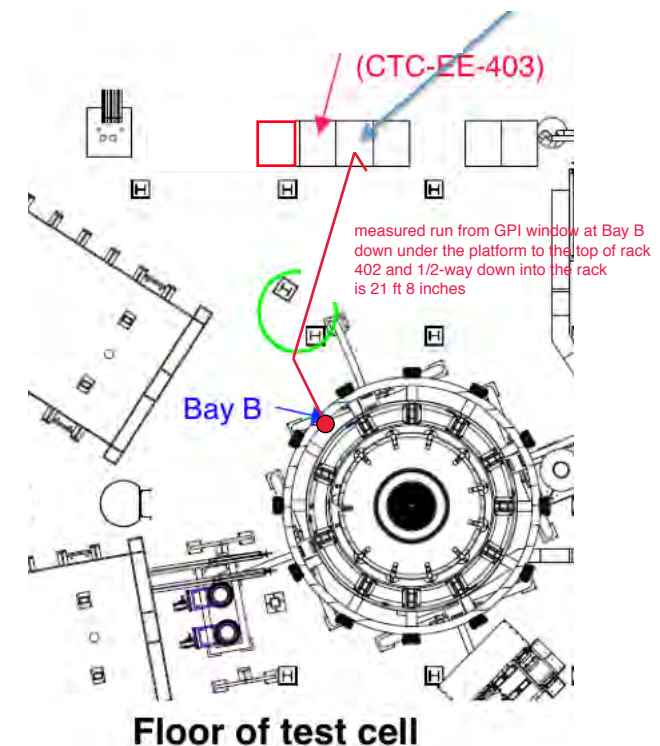 (CTC-EE-403)
H
H
H
measured run from GPI window at Bay B
down under the platform to the top of rack
402 and 1/2-way down into the rack
is 21 ft 8 inches
H
H
H
Bay B
H
H
Floor of test cell